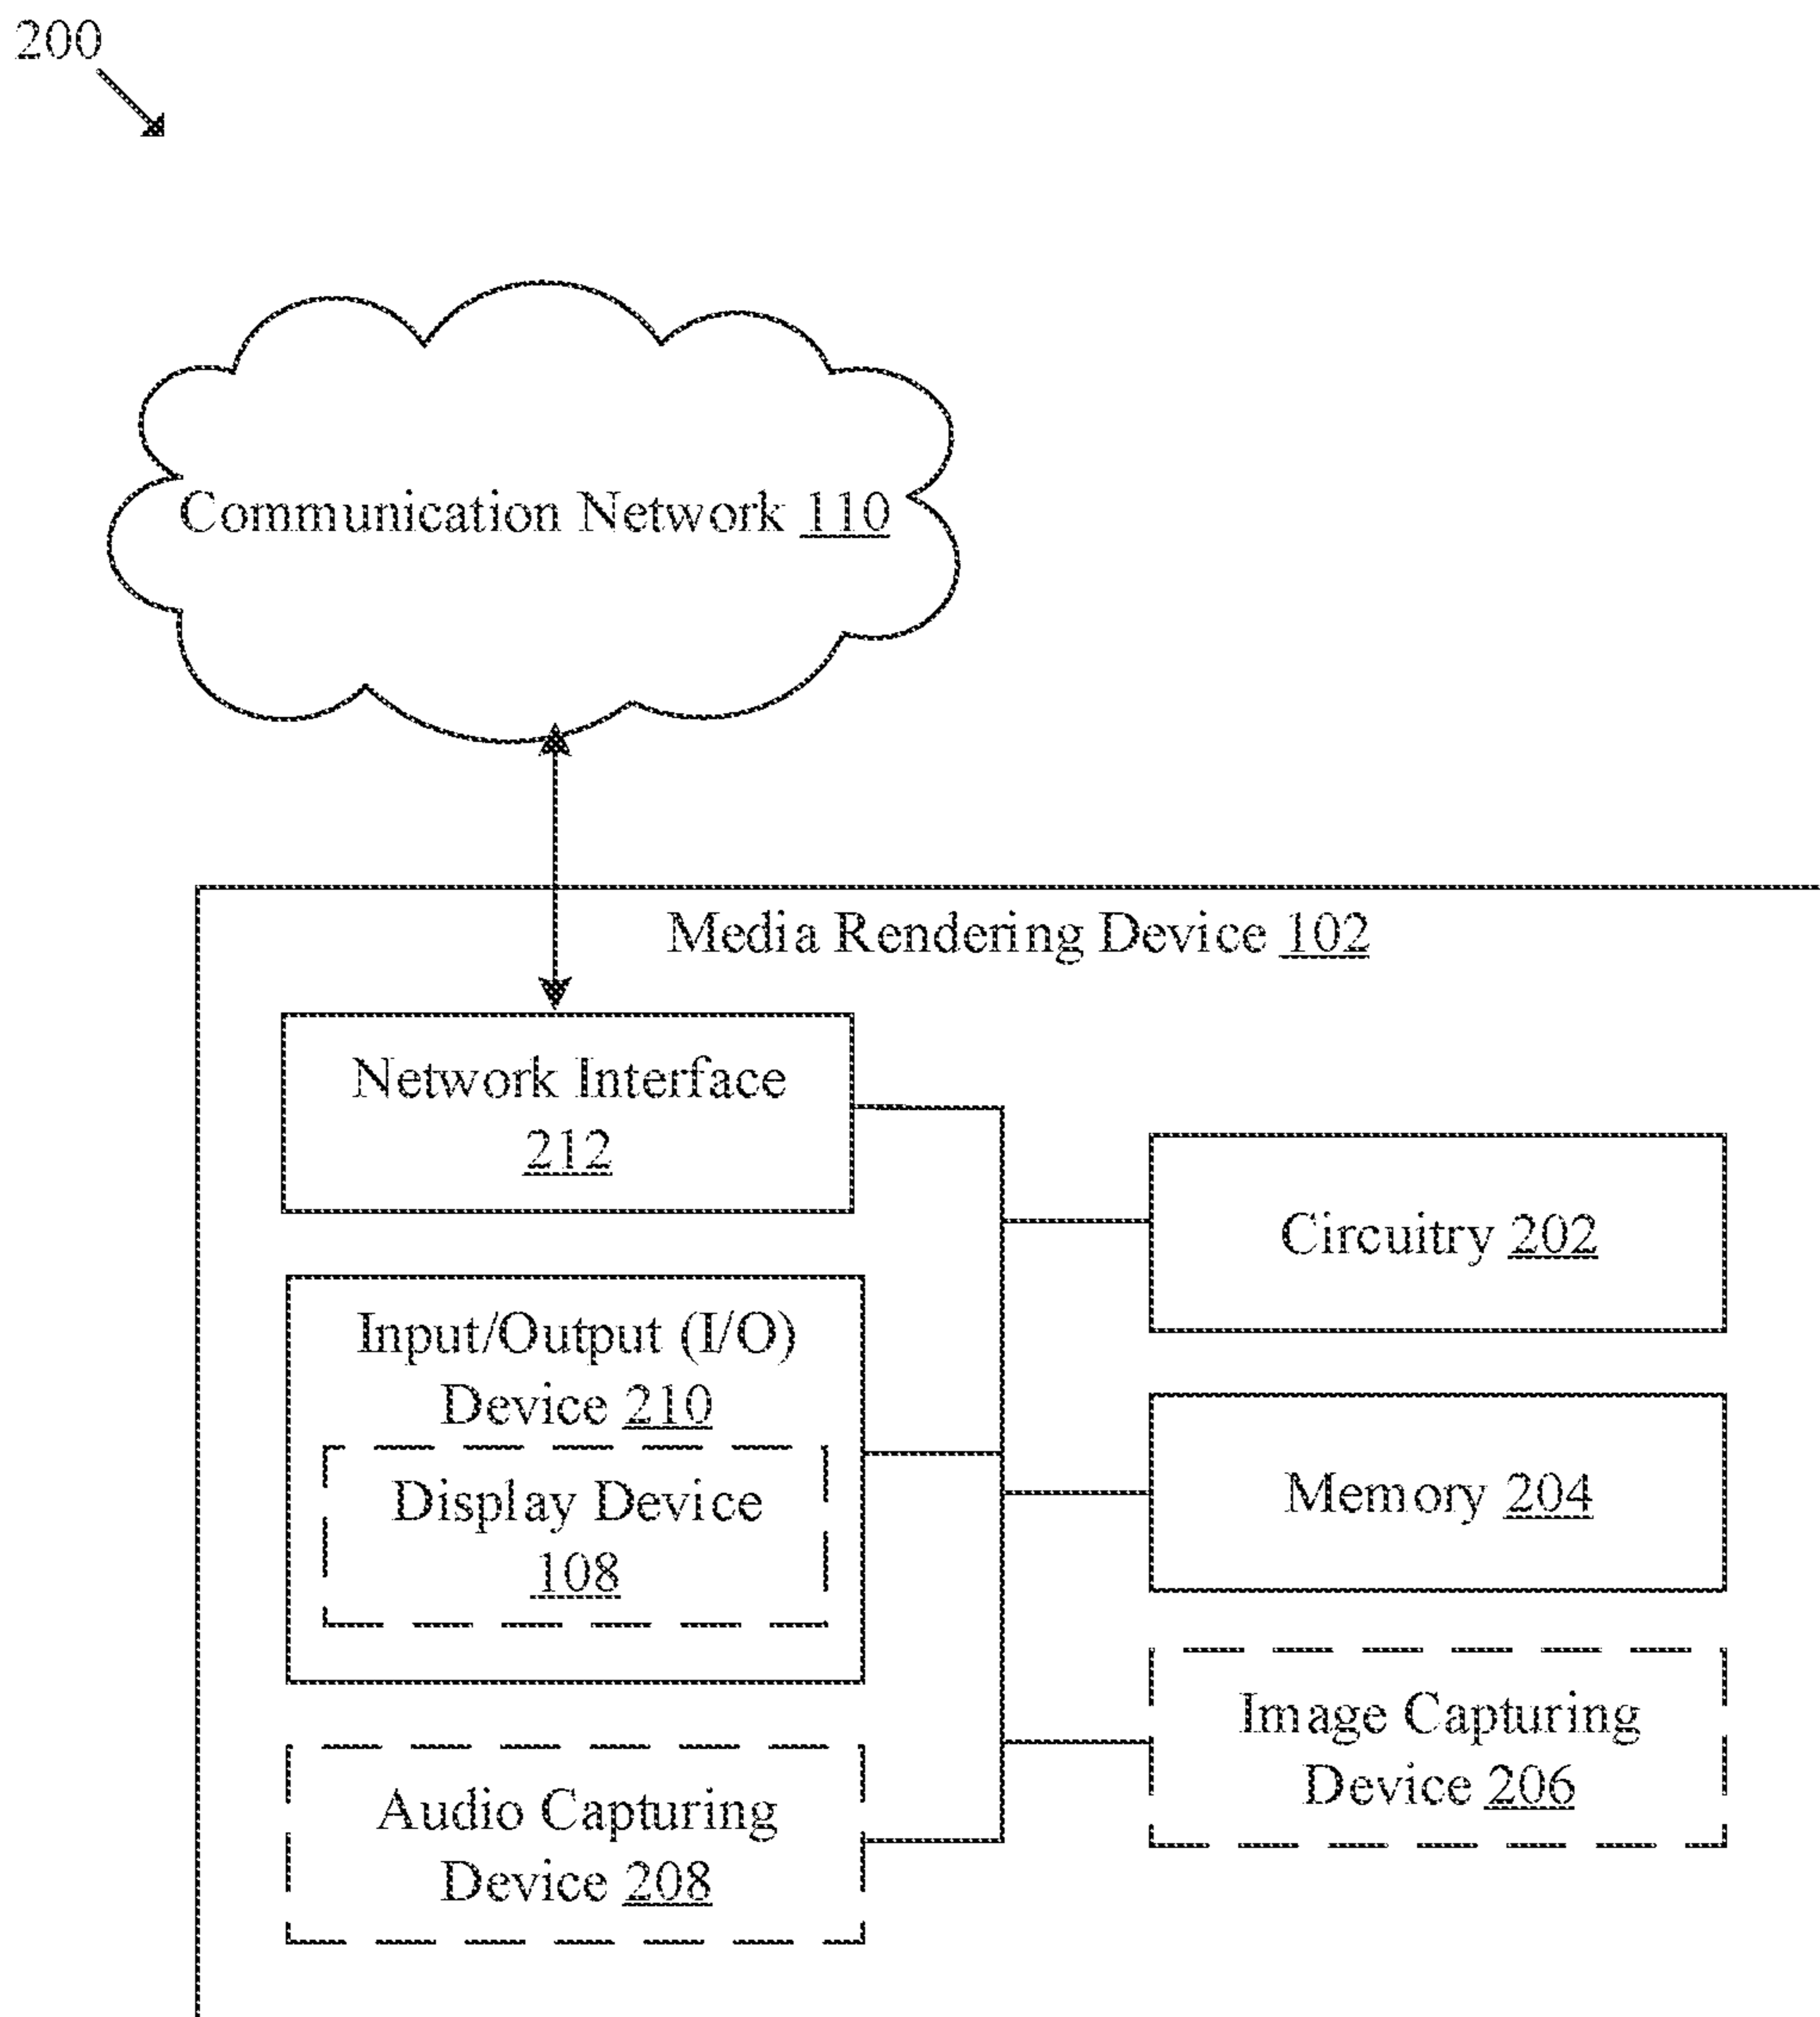 200
Communication Network 110
Media Rendering Device 102
Network Interface
212
Circuitry 202
Input/Output (I/O)
Device 210
Display Device
108
Memory 204
Image Capturing
Device 206
Audio Capturing
Device 208